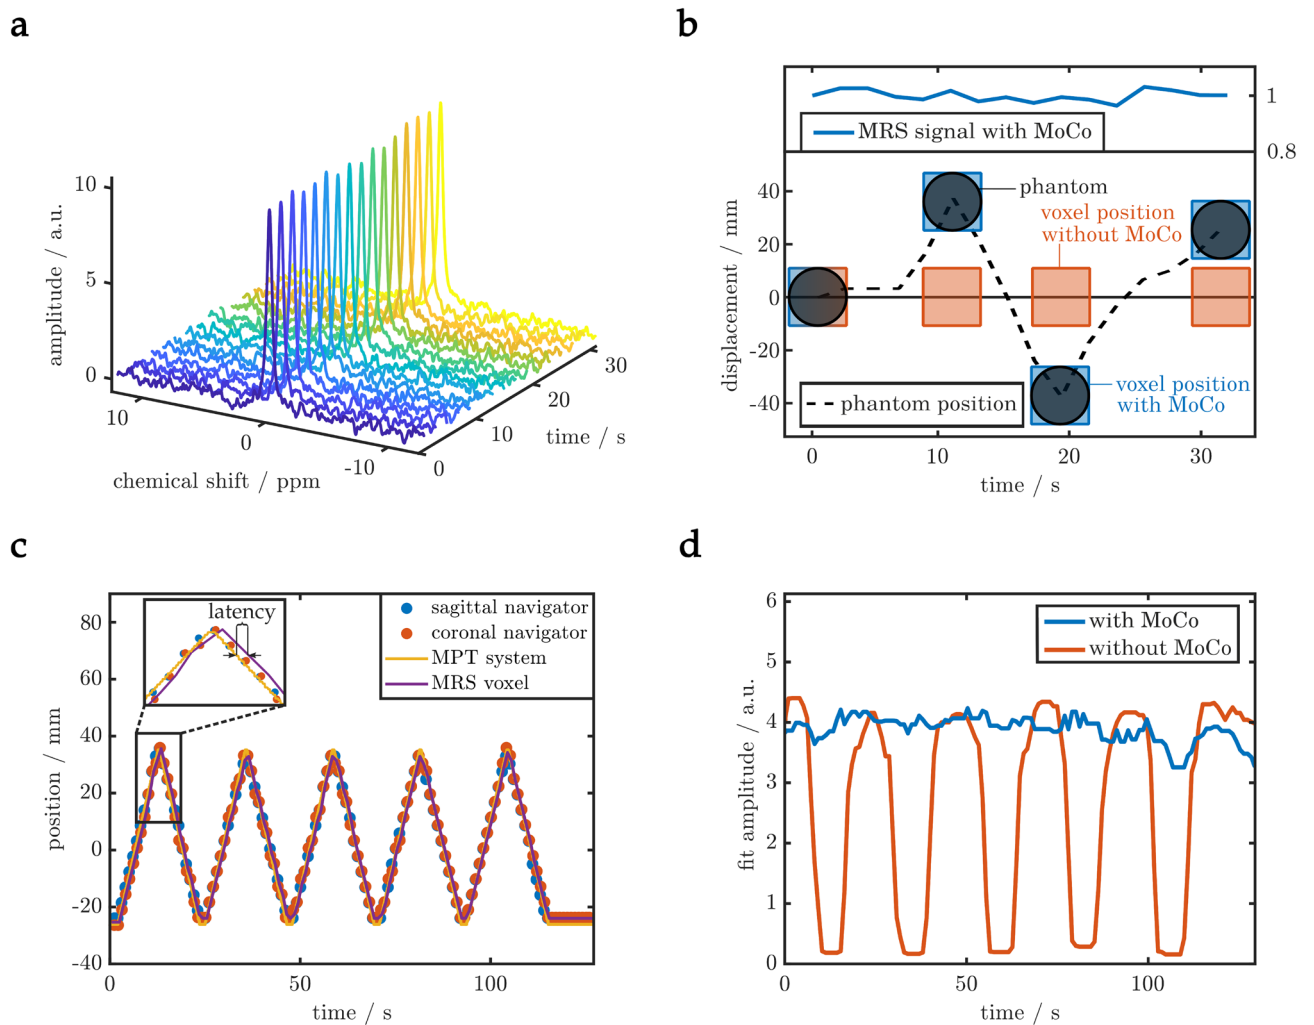 a
10
5
0
amplitude / a.u.
10
0
-10
chemical shift / ppm
0
10
20
30
time / s
b
1
0.8
MRS signal with MoCo
40
20
0
-20
-40
displacement / mm
phantom
voxel position
without MoCo
voxel position
with MoCo
phantom position
0
10
20
30
time / s
c
80
60
40
20
0
-20
-40
position / mm
latency
sagittal navigator
coronal navigator
MPT system
MRS voxel
0
50
100
time / s
d
6
5
4
3
2
1
0
fit amplitude / a.u.
with MoCo
without MoCo
0
50
100
time / s